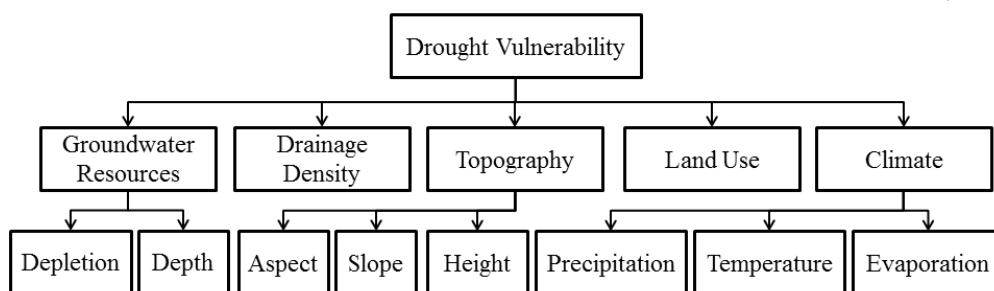 Drought Vulnerability
Groundwater
Resources
Drainage
Density
Topography
Land Use
Climate
Depletion
Depth
Aspect
Slope
Height
Precipitation
Temperature
Evaporation